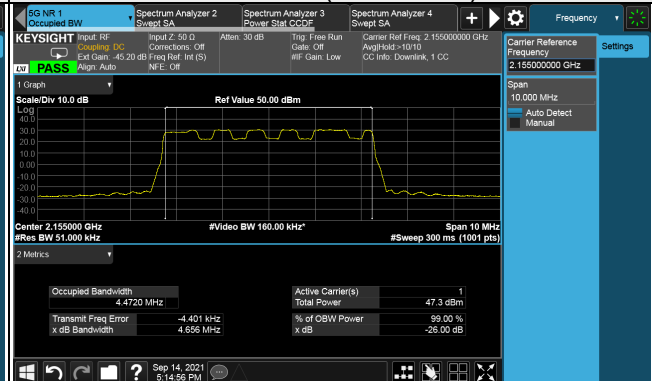 5G NR 1
Occupied BW
Spectrum Analyzer 2
Swept SA
Spectrum Analyzer 3
Power Stat CCDF
Spectrum Analyzer 4
Swept SA
Frequency
KEYSIGHT
Input: RF
Coupling: DC
Ext Gain: -45.20 dB
Align: Auto
LXI
PASS
Input Z: 50 Ω
Corrections: Off
Freq Ref: Int (S)
NFE: Off
Atten: 30 dB
Trig: Free Run
Gate: Off
#IF Gain: Low
Carrier Ref Freq: 2.155000000 GHz
Avg|Hold:>10/10
CC Info: Downlink, 1 CC
Carrier Reference
Frequency
2.155000000 GHz
Settings
Span
10.000 MHz
Auto Detect
Manual
1 Graph
Scale/Div 10.0 dB
Ref Value 50.00 dBm
Log
40.0
30.0
20.0
10.0
0.00
-10.0
-20.0
-30.0
-40.0
Center 2.155000 GHz
#Video BW 160.00 kHz*
Span 10 MHz
#Res BW 51.000 kHz
#Sweep 300 ms (1001 pts)
2 Metrics
Occupied Bandwidth
4.4720 MHz
Active Carrier(s) 1
Total Power 47.3 dBm
Transmit Freq Error -4.401 kHz
% of OBW Power 99.00 %
x dB Bandwidth 4.656 MHz
x dB -26.00 dB
?
Sep 14, 2021
5:14:56 PM